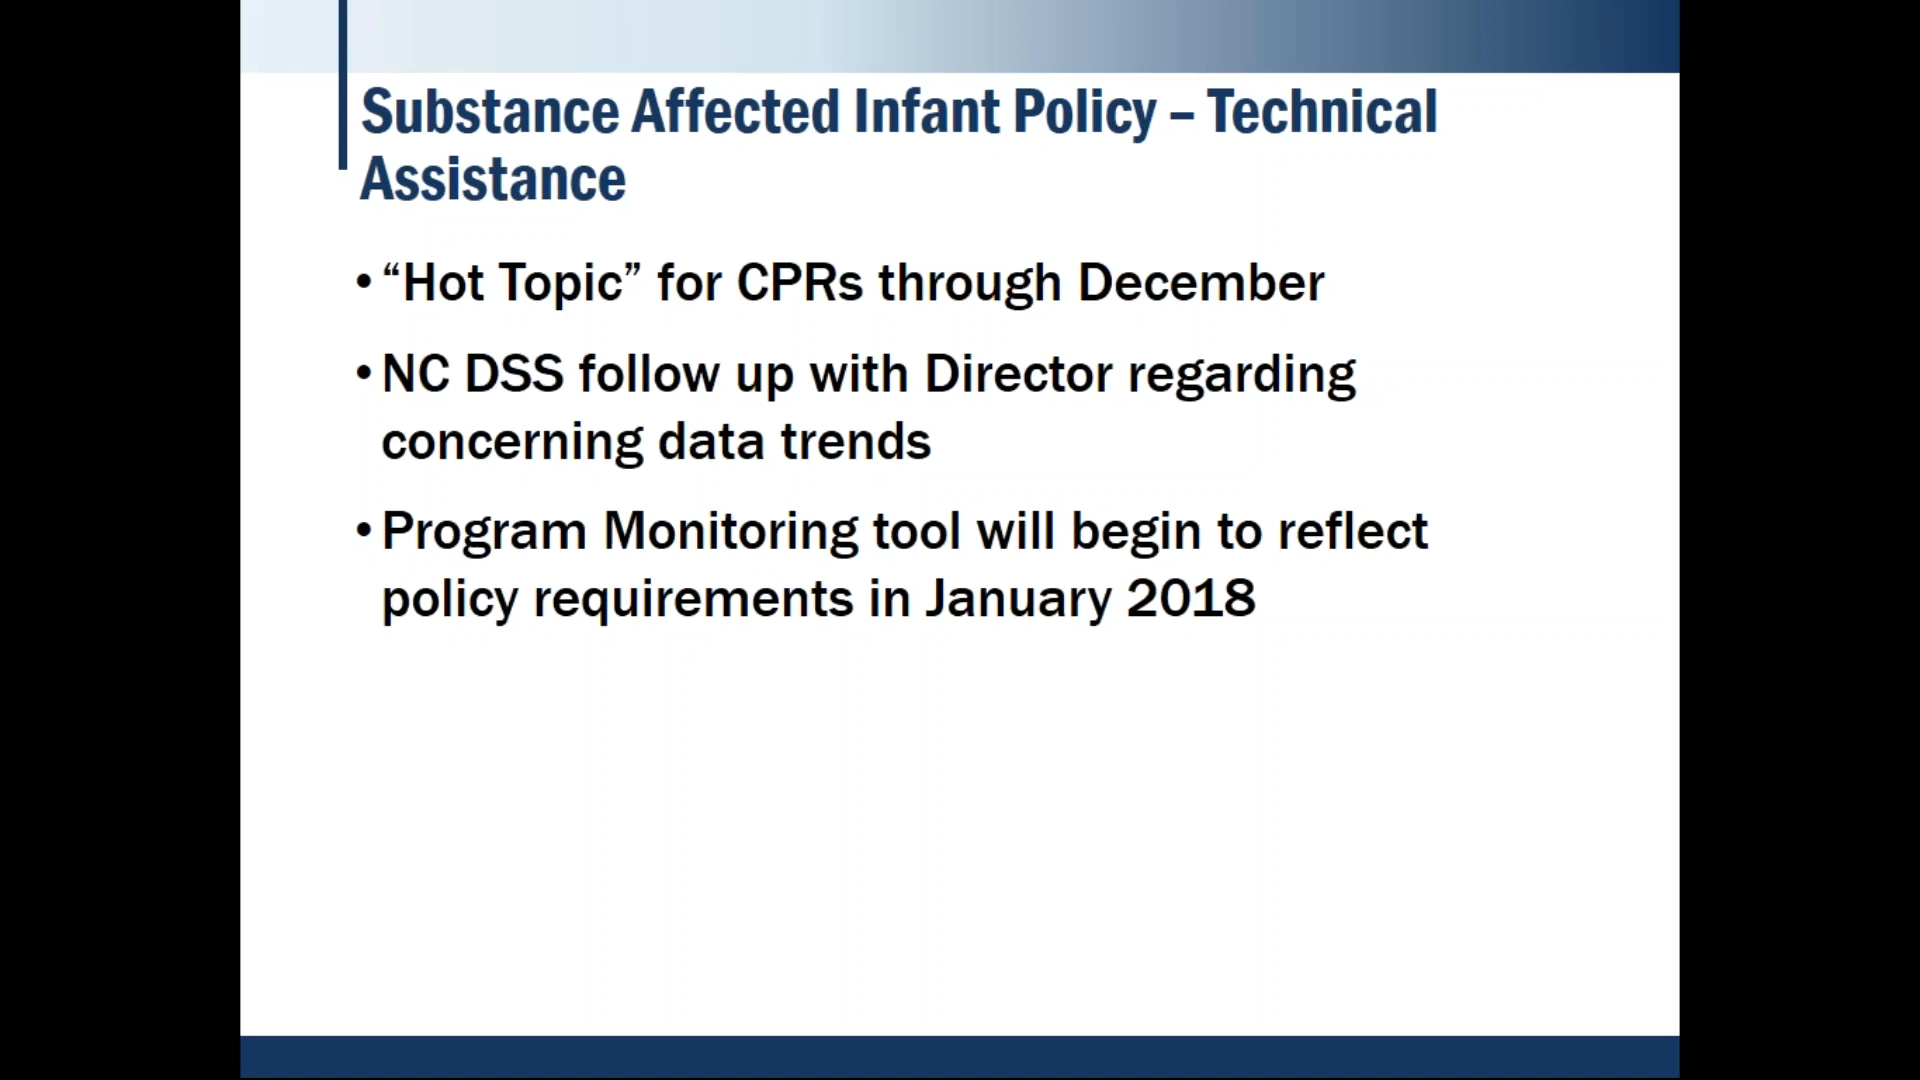 Substance Affected Infant Policy – Technical
Assistance
• “Hot Topic” for CPRs through December
• NC DSS follow up with Director regarding
concerning data trends
• Program Monitoring tool will begin to reflect
policy requirements in January 2018